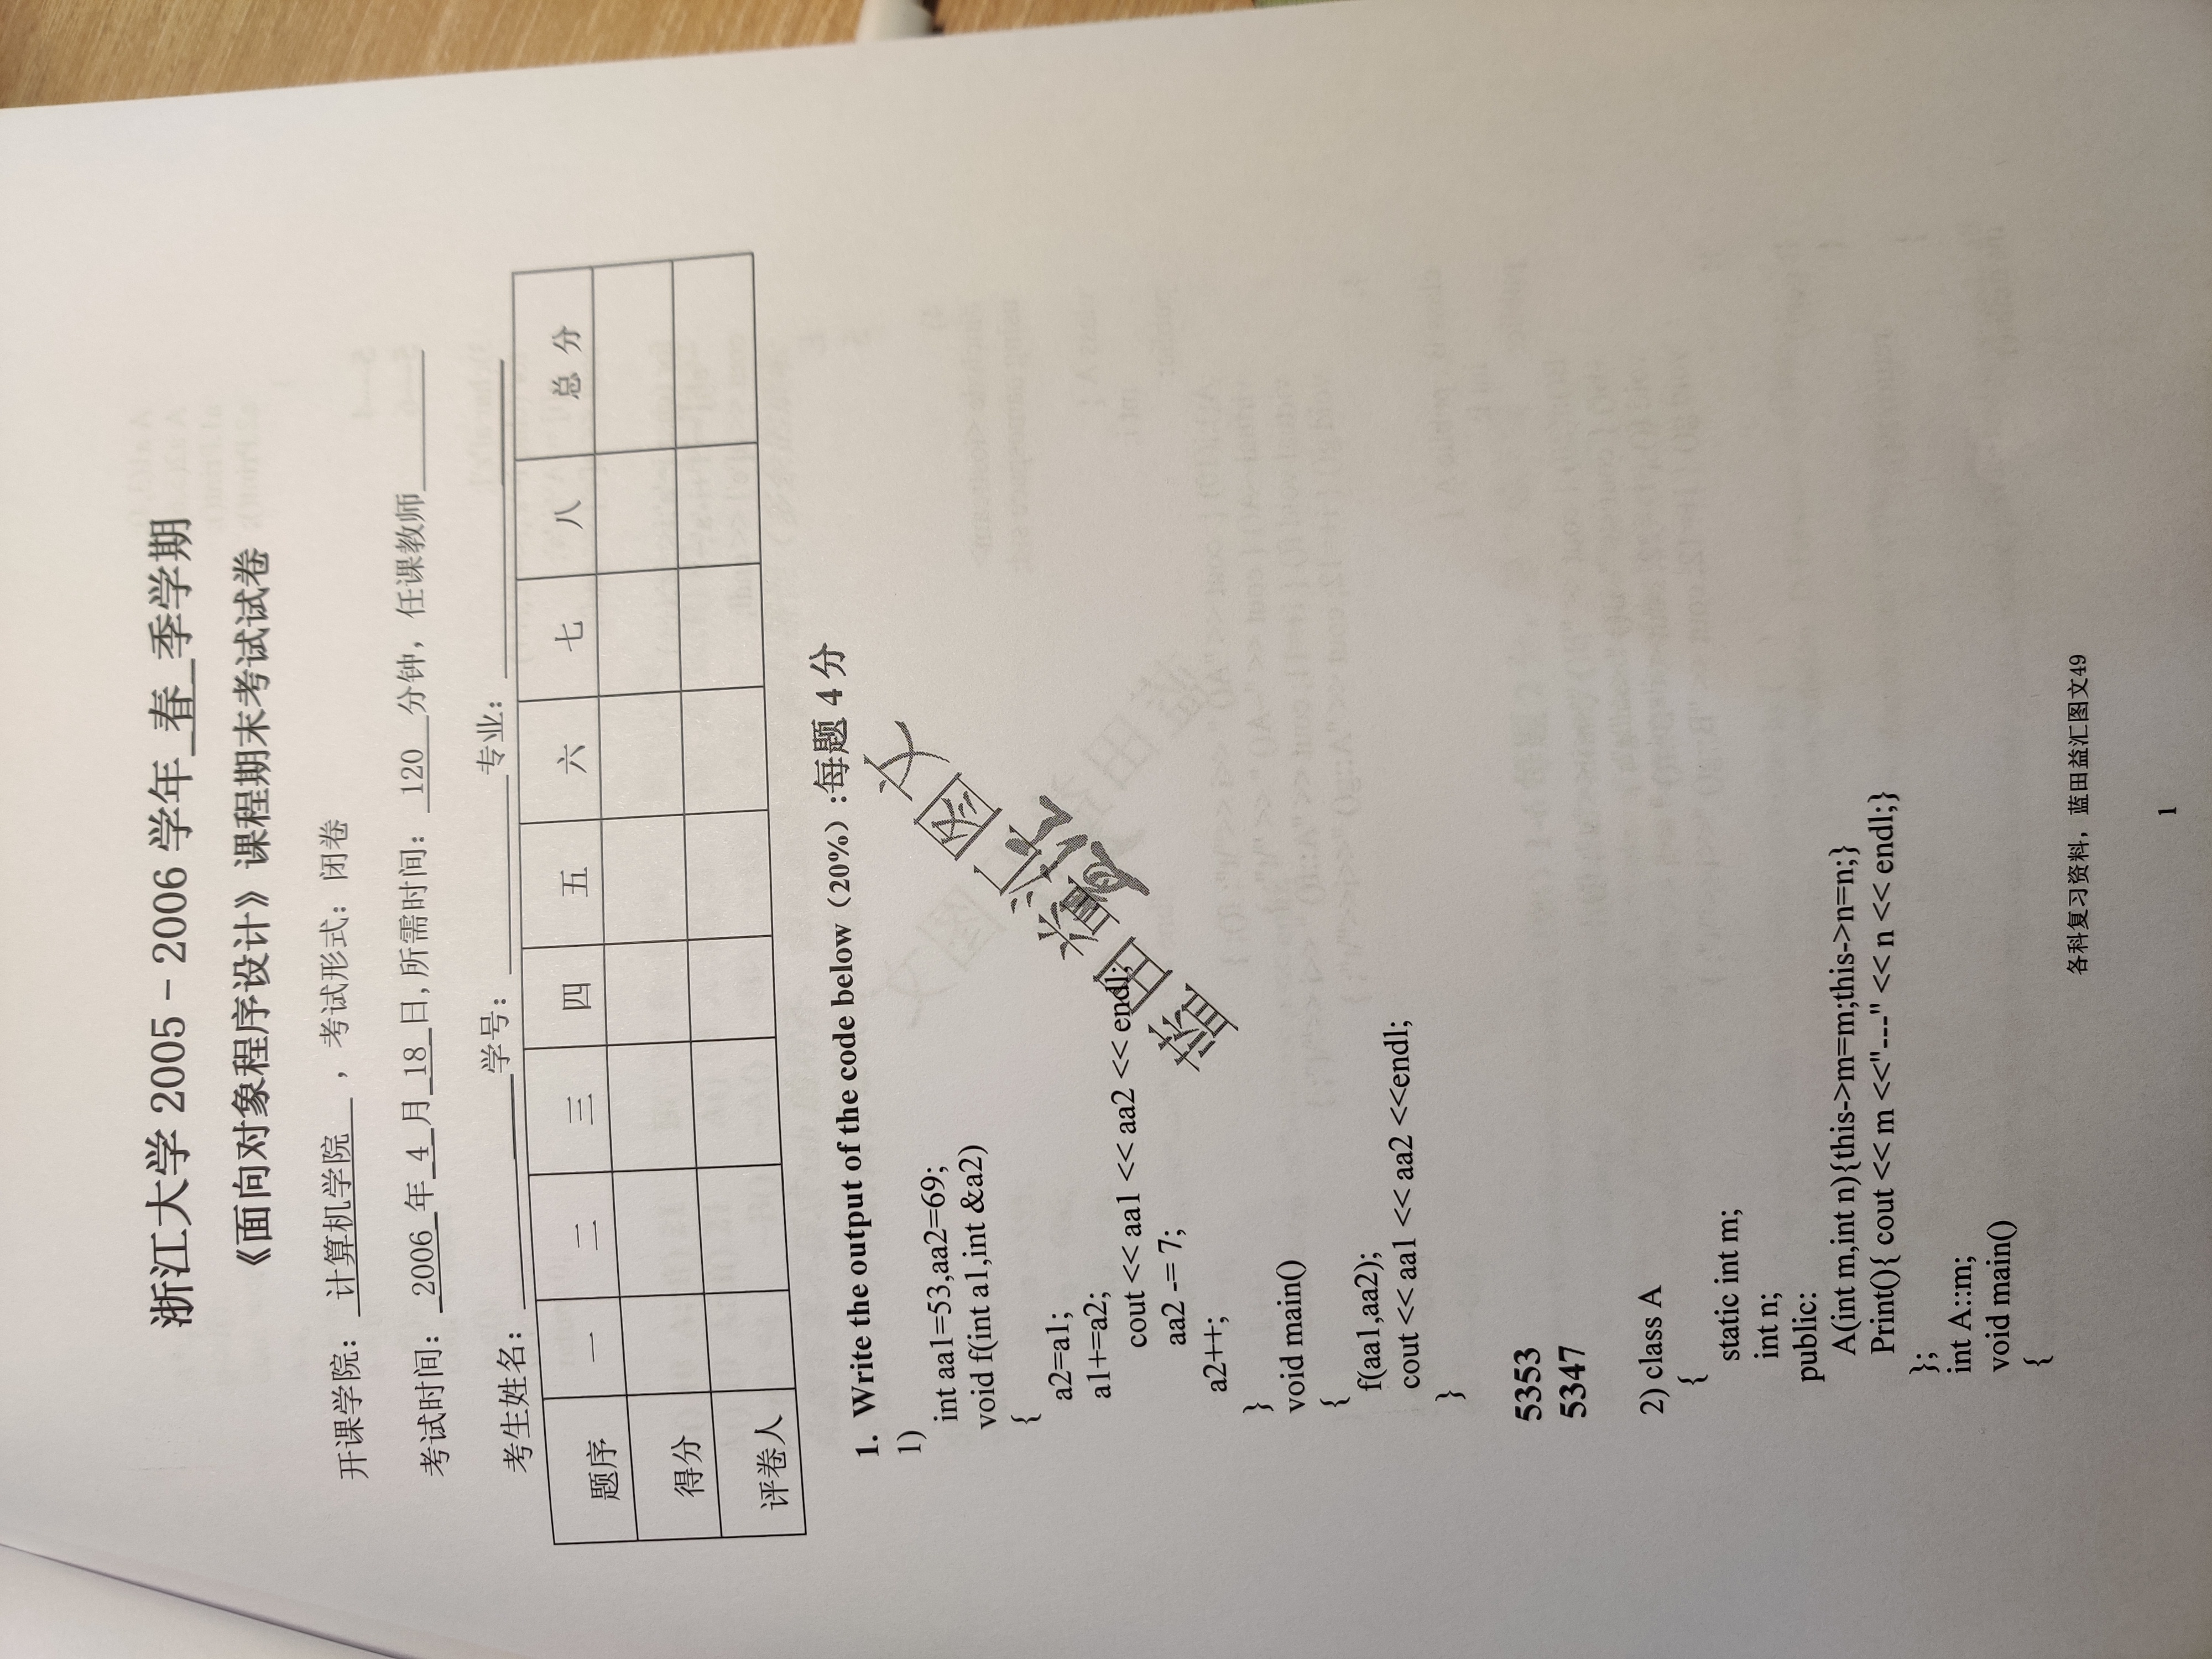 浙江大学 2005－2006 学年 春 季学期
《面向对象程序设计》课程期末考试试卷
开课学院： 计算机学院 ，考试形式：闭卷
考试时间： 2006 年 4 月 18 日,所需时间： 120 分钟，任课教师
考生姓名： 学号： 专业：
题序 一 二 三 四 五 六 七 八 总 分
得分
评卷人
1. Write the output of the code below（20%）:每题 4 分
1)
int aa1=53,aa2=69;
void f(int a1,int &a2)
{
a2=a1;
a1+=a2;
cout << aa1 << aa2 << endl;
aa2 -= 7;
a2++;
}
void main()
{
f(aa1,aa2);
cout << aa1 << aa2 <<endl;
}
5353
5347
2) class A
{
static int m;
int n;
public:
A(int m,int n){this->m=m;this->n=n;}
Print(){ cout << m <<"---" << n << endl;}
};
int A::m;
void main()
{
蓝田益汇图文
各科复习资料，蓝田益汇图文49
1